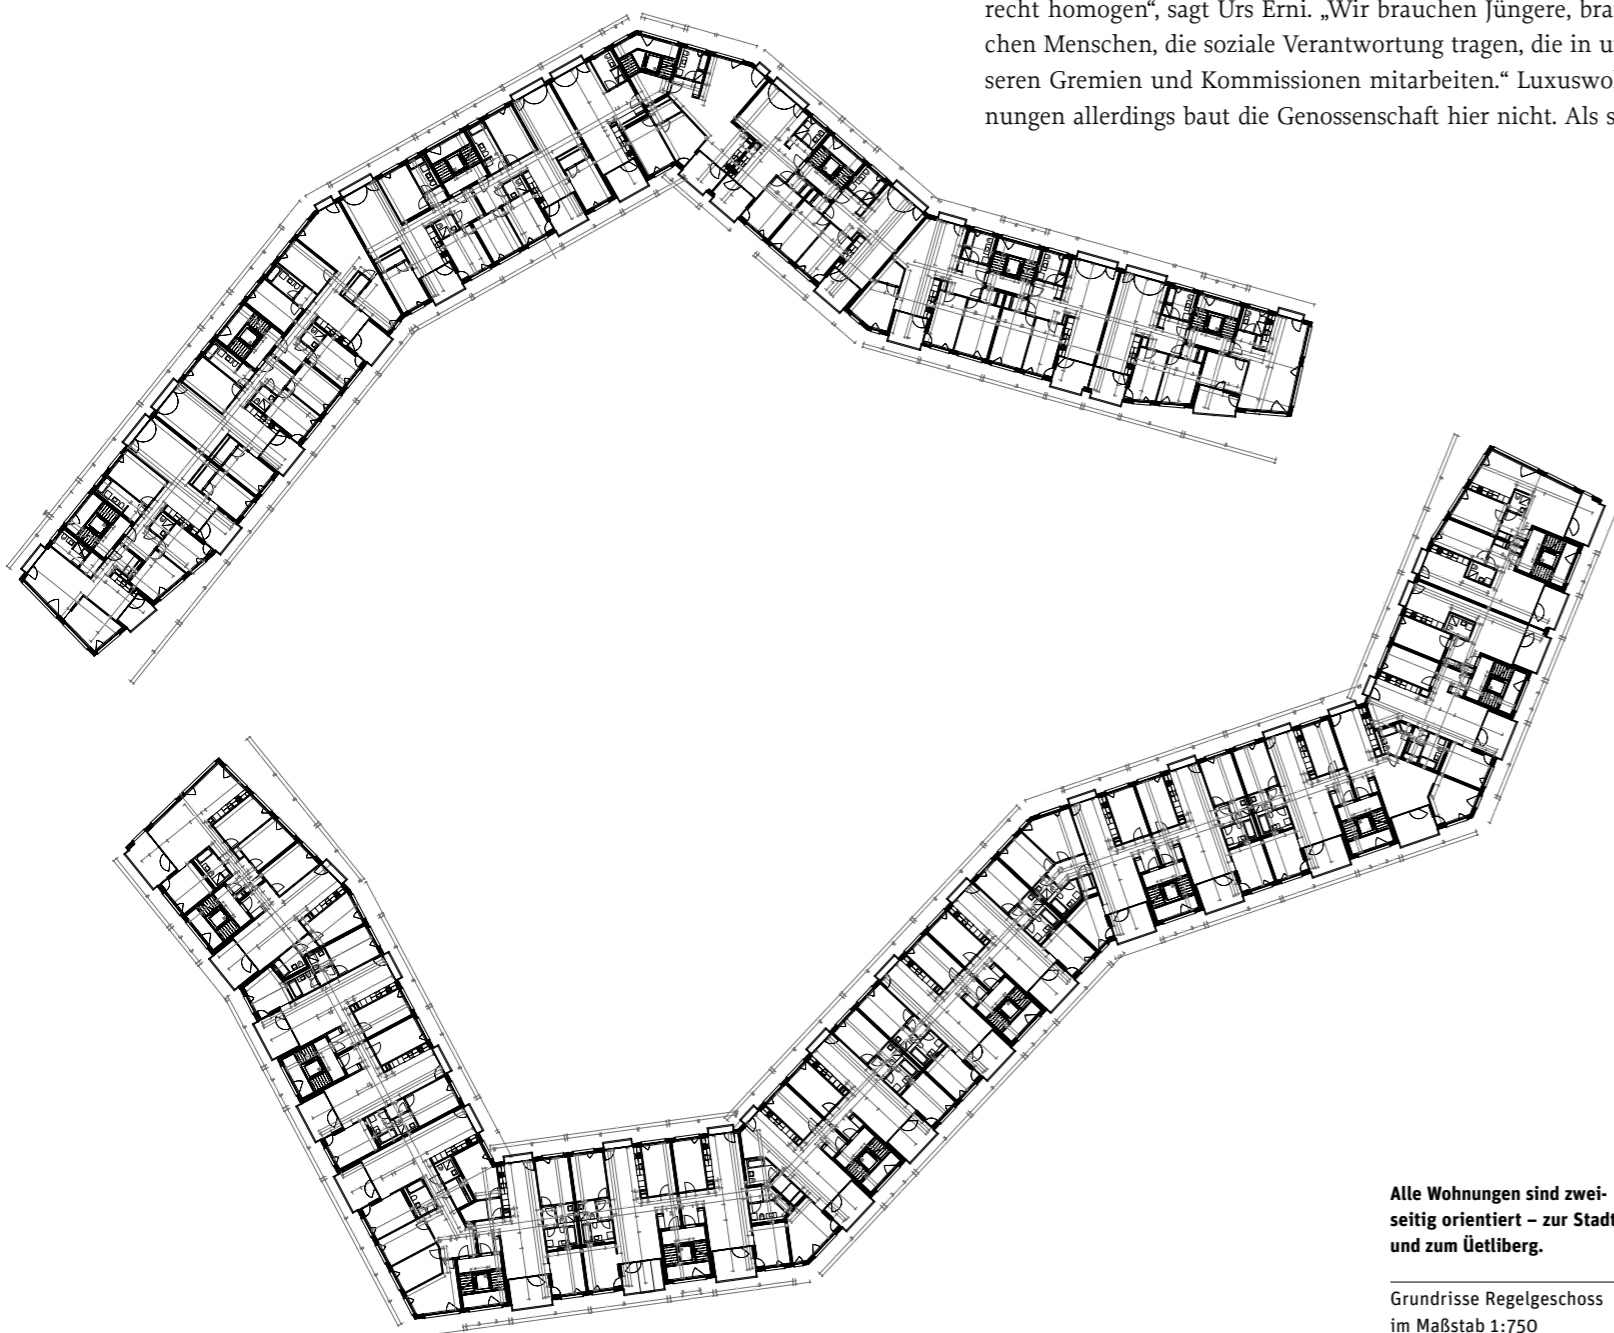 recht homogen“, sagt Urs Erni. „Wir brauchen Jüngere, brau
chen Menschen, die soziale Verantwortung tragen, die in u
seren Gremien und Kommissionen mitarbeiten.“ Luxuswoh
nungen allerdings baut die Genossenschaft hier nicht. Als s
Alle Wohnungen sind zwei-
seitig orientiert – zur Stadt
und zum Üetliberg.
Grundrisse Regelgeschoss
im Maßstab 1:750